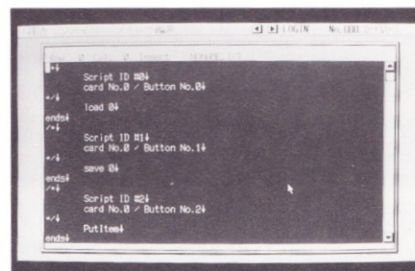 LOGIN
/*↓
Script ID #0↓
card No.0 / Button No.0↓
*/↓
load 0↓
ends↓
/*↓
Script ID #1↓
card No.0 / Button No.1↓
*/↓
save 0↓
ends↓
/*↓
Script ID #2↓
card No.0 / Button No.2↓
*/↓
PutItem↓
ends↓